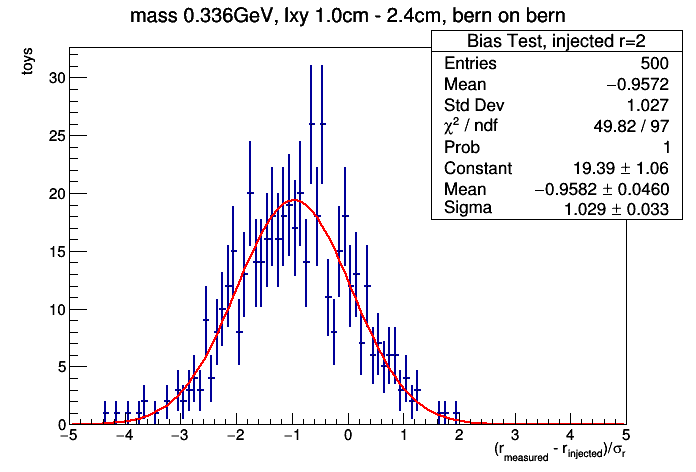 mass 0.336GeV, lxy 1.0cm - 2.4cm, bern on bern
Bias Test, injected r=2
Entries 500
Mean −0.9572
Std Dev 1.027
χ² / ndf 49.82 / 97
Prob 1
Constant 19.39 ± 1.06
Mean −0.9582 ± 0.0460
Sigma 1.029 ± 0.033
toys
30
25
20
15
10
5
0
−5 −4 −3 −2 −1 0 1 2 3 4 5
(r_measured - r_injected)/σ_r